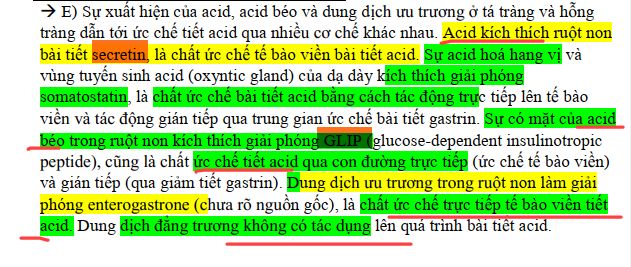 → E) Sự xuất hiện của acid, acid béo và dung dịch ưu trương ở tá tràng và hỗng
tràng dẫn tới ức chế tiết acid qua nhiều cơ chế khác nhau. Acid kích thích ruột non
bài tiết secretin, là chất ức chế tế bào viền bài tiết acid. Sự acid hoá hang vị và
vùng tuyến sinh acid (oxyntic gland) của dạ dày kích thích giải phóng
somatostatin, là chất ức chế bài tiết acid bằng cách tác động trực tiếp lên tế bào
viền và tác động gián tiếp qua trung gian ức chế bài tiết gastrin. Sự có mặt của acid
béo trong ruột non kích thích giải phóng GLIP (glucose-dependent insulinotropic
peptide), cũng là chất ức chế tiết acid qua con đường trực tiếp (ức chế tế bào viền)
và gián tiếp (qua giảm tiết gastrin). Dung dịch ưu trương trong ruột non làm giải
phóng enterogastrone (chưa rõ nguồn gốc), là chất ức chế trực tiếp tế bào viền tiết
acid. Dung dịch đẳng trương không có tác dụng lên quá trình bài tiết acid.